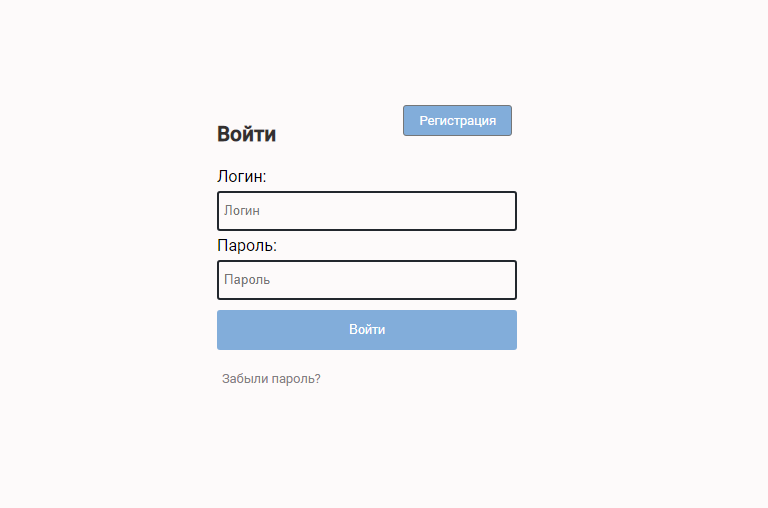 Регистрация
Войти
Логин:
Логин
Пароль:
Пароль
Войти
Забыли пароль?